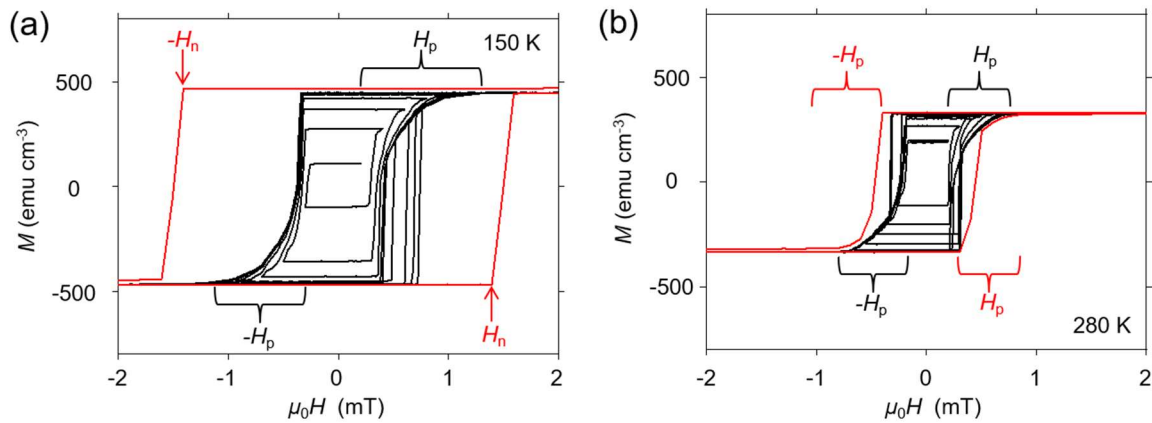 (a)
-Hn
Hp
150 K
500
0
-500
M (emu cm-3)
-Hp
Hn
-2
-1
0
1
2
μ0H (mT)
(b)
-Hp
Hp
500
0
-500
M (emu cm-3)
-Hp
Hp
280 K
-2
-1
0
1
2
μ0H (mT)